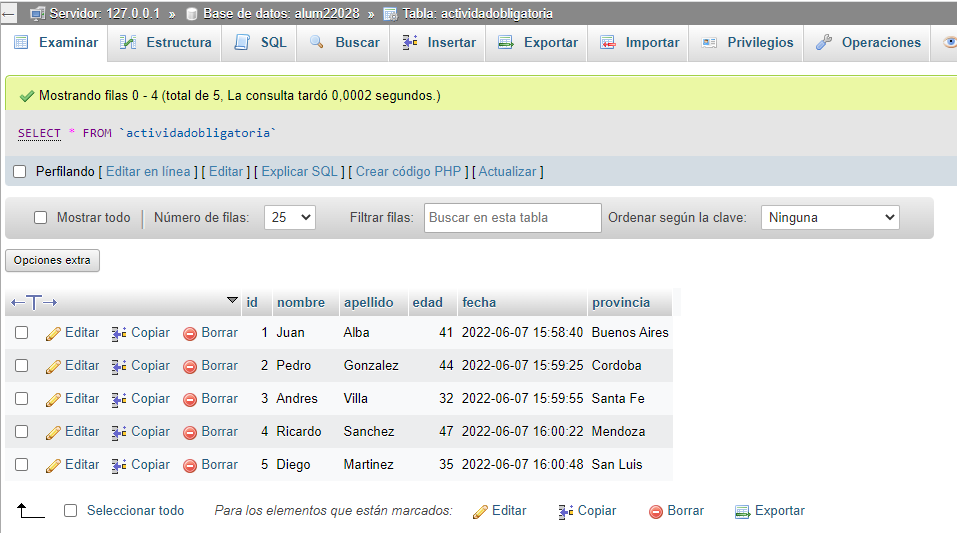 Servidor: 127.0.0.1 » Base de datos: alum22028 » Tabla: actividadobligatoria
Examinar Estructura SQL Buscar Insertar Exportar Importar Privilegios Operaciones
Mostrando filas 0 - 4 (total de 5, La consulta tardó 0,0002 segundos.)
SELECT * FROM `actividadobligatoria`
Perfilando [ Editar en línea ] [ Editar ] [ Explicar SQL ] [ Crear código PHP ] [ Actualizar ]
Mostrar todo | Número de filas: 25 Filtrar filas: Buscar en esta tabla Ordenar según la clave: Ninguna
Opciones extra
←T→ id nombre apellido edad fecha provincia
Editar Copiar Borrar 1 Juan Alba 41 2022-06-07 15:58:40 Buenos Aires
Editar Copiar Borrar 2 Pedro Gonzalez 44 2022-06-07 15:59:25 Cordoba
Editar Copiar Borrar 3 Andres Villa 32 2022-06-07 15:59:55 Santa Fe
Editar Copiar Borrar 4 Ricardo Sanchez 47 2022-06-07 16:00:22 Mendoza
Editar Copiar Borrar 5 Diego Martinez 35 2022-06-07 16:00:48 San Luis
Seleccionar todo Para los elementos que están marcados: Editar Copiar Borrar Exportar